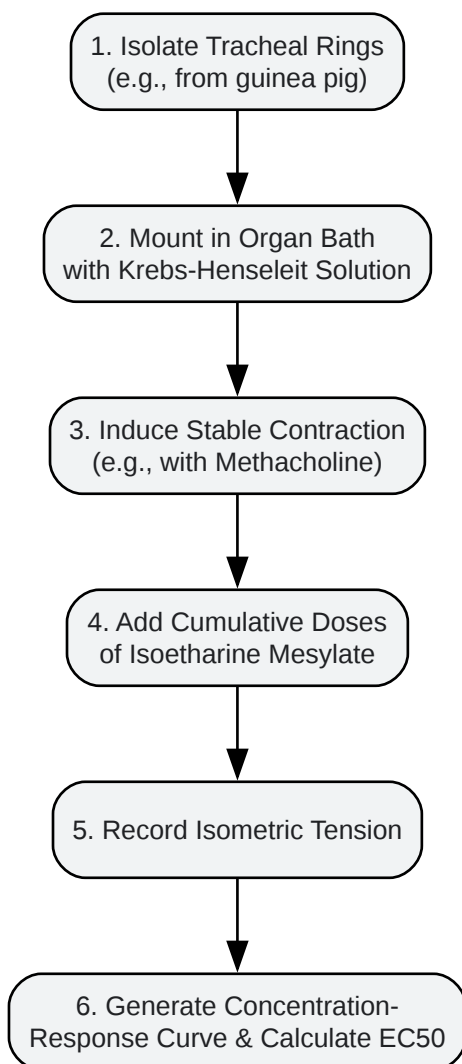 1. Isolate Tracheal Rings
(e.g., from guinea pig)
2. Mount in Organ Bath
with Krebs-Henseleit Solution
3. Induce Stable Contraction
(e.g., with Methacholine)
4. Add Cumulative Doses
of Isoetharine Mesylate
5. Record Isometric Tension
6. Generate Concentration-
Response Curve & Calculate EC50